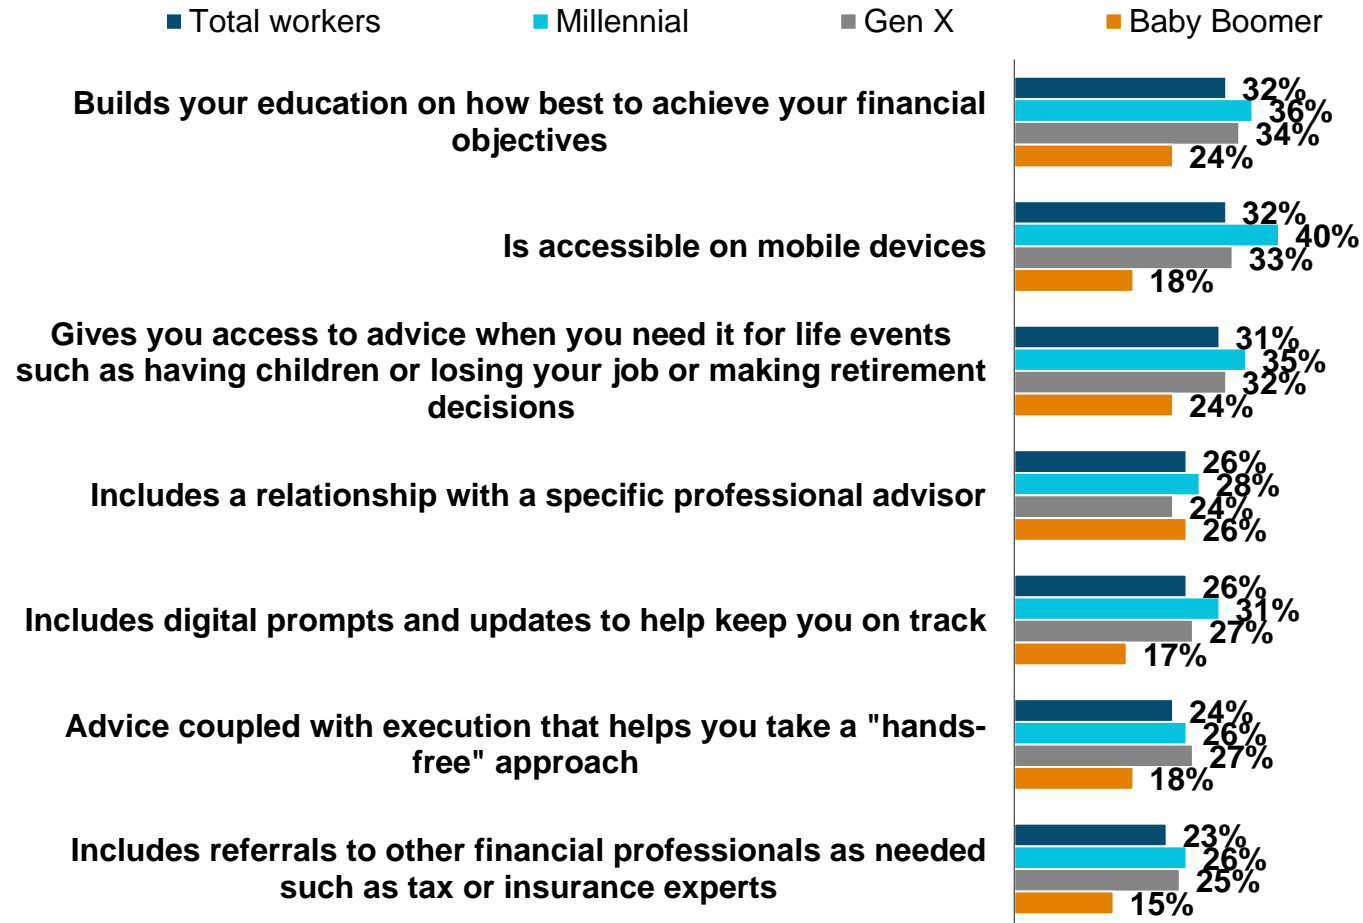 Total workers Millennial Gen X Baby Boomer
Builds your education on how best to achieve your financial
objectives
32%
36%
34%
24%
Is accessible on mobile devices
32%
40%
33%
18%
Gives you access to advice when you need it for life events
such as having children or losing your job or making retirement
decisions
31%
35%
32%
24%
Includes a relationship with a specific professional advisor
26%
28%
24%
26%
Includes digital prompts and updates to help keep you on track
26%
31%
27%
17%
Advice coupled with execution that helps you take a "hands-
free" approach
24%
26%
27%
18%
Includes referrals to other financial professionals as needed
such as tax or insurance experts
23%
26%
25%
15%